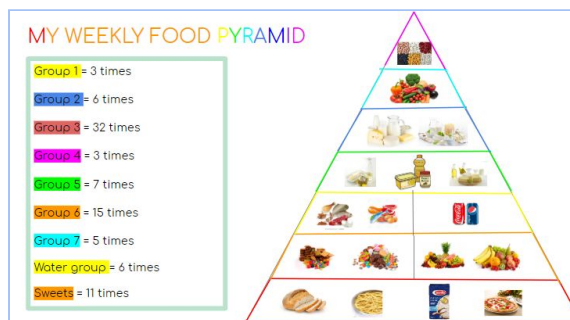 MY WEEKLY FOOD PYRAMID
Group 1 = 3 times
Group 2 = 6 times
Group 3 = 32 times
Group 4 = 3 times
Group 5 = 7 times
Group 6 = 15 times
Group 7 = 5 times
Water group = 6 times
Sweets = 11 times